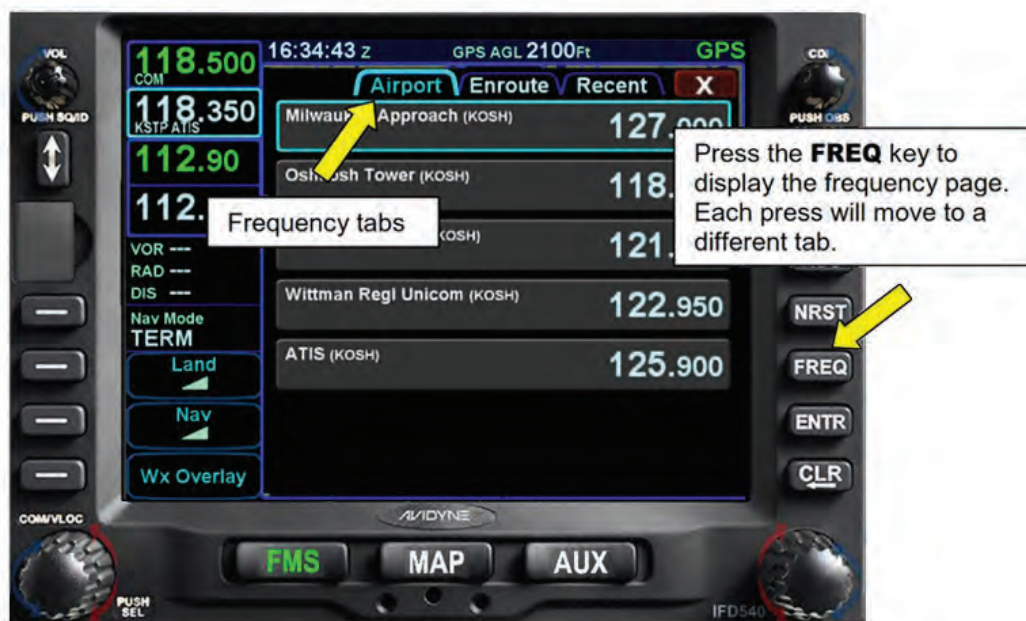 VOL
PUSH SQ/ID
118.500
COM
118.350
KSTP ATIS
112.90
112.
VOR ---
RAD ---
DIS ---
Nav Mode
TERM
Land
Nav
Wx Overlay
16:34:43 Z GPS AGL 2100Ft GPS
Airport Enroute Recent X
Approach (KOSH) 127.
Tower (KOSH) 118.
KOSH)
121.
Wittman Regl Unicom (KOSH) 122.950
ATIS (KOSH) 125.900
Frequency tabs
Press the FREQ key to
display the frequency page.
Each press will move to a
different tab.
PUSH OBS
NRST
FREQ
ENTR
CLR
COM/VLOC
PUSH
SEL
AVIDYNE
FMS MAP AUX
IFD540